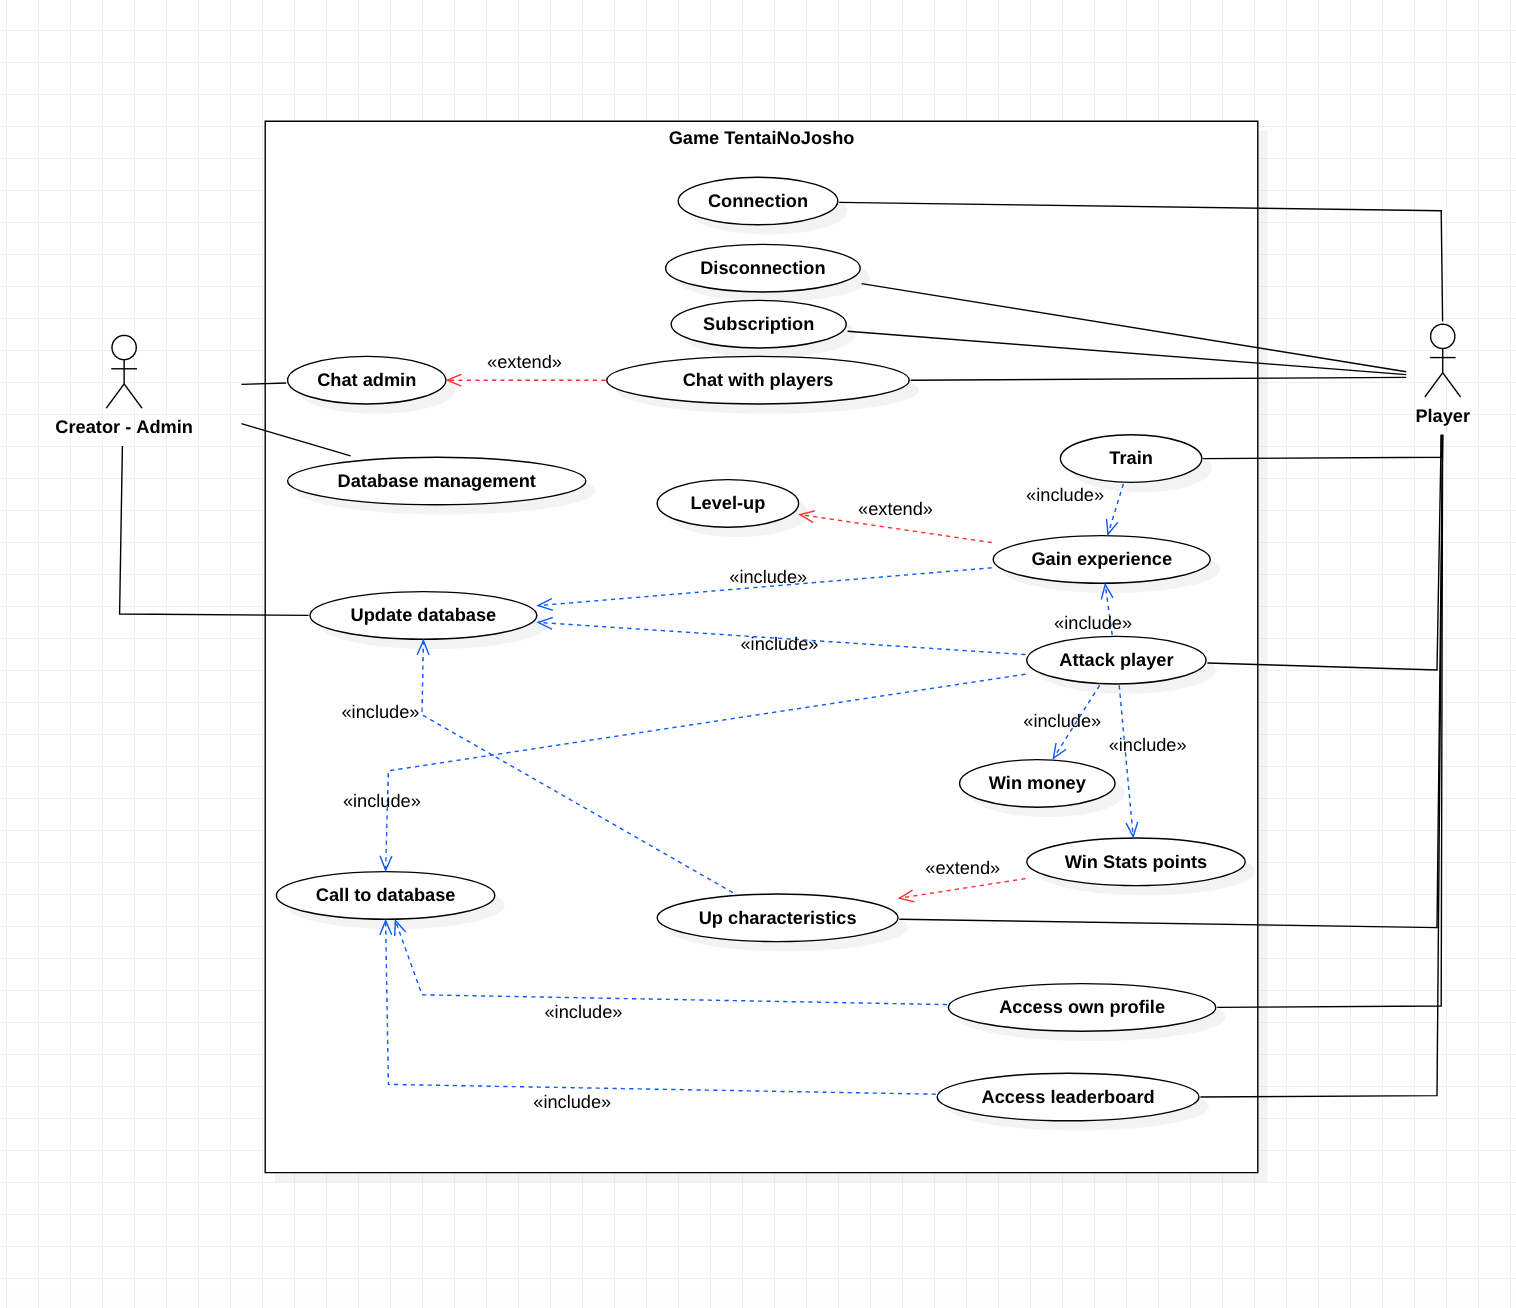 Game TentaiNoJosho
Connection
Disconnection
Subscription
«extend»
Chat admin
Chat with players
Creator - Admin
Player
Train
Database management
«include»
Level-up
«extend»
Gain experience
«include»
Update database
«include»
«include»
Attack player
«include»
«include»
«include»
Win money
«include»
Win Stats points
«extend»
Call to database
Up characteristics
Access own profile
«include»
Access leaderboard
«include»